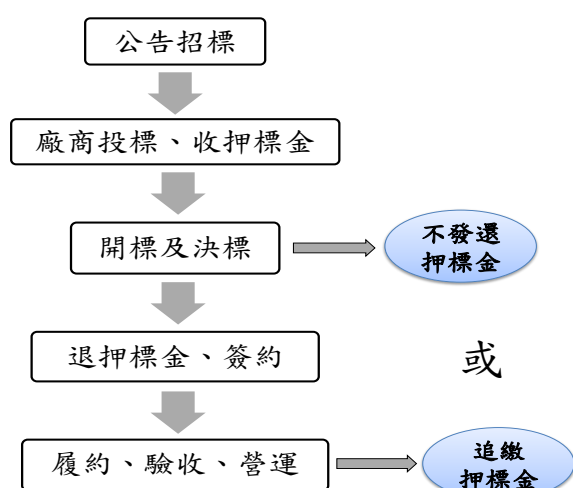 公告招標
廠商投標、收押標金
開標及決標
不發還
押標金
退押標金、簽約
或
履約、驗收、營運
追繳
押標金